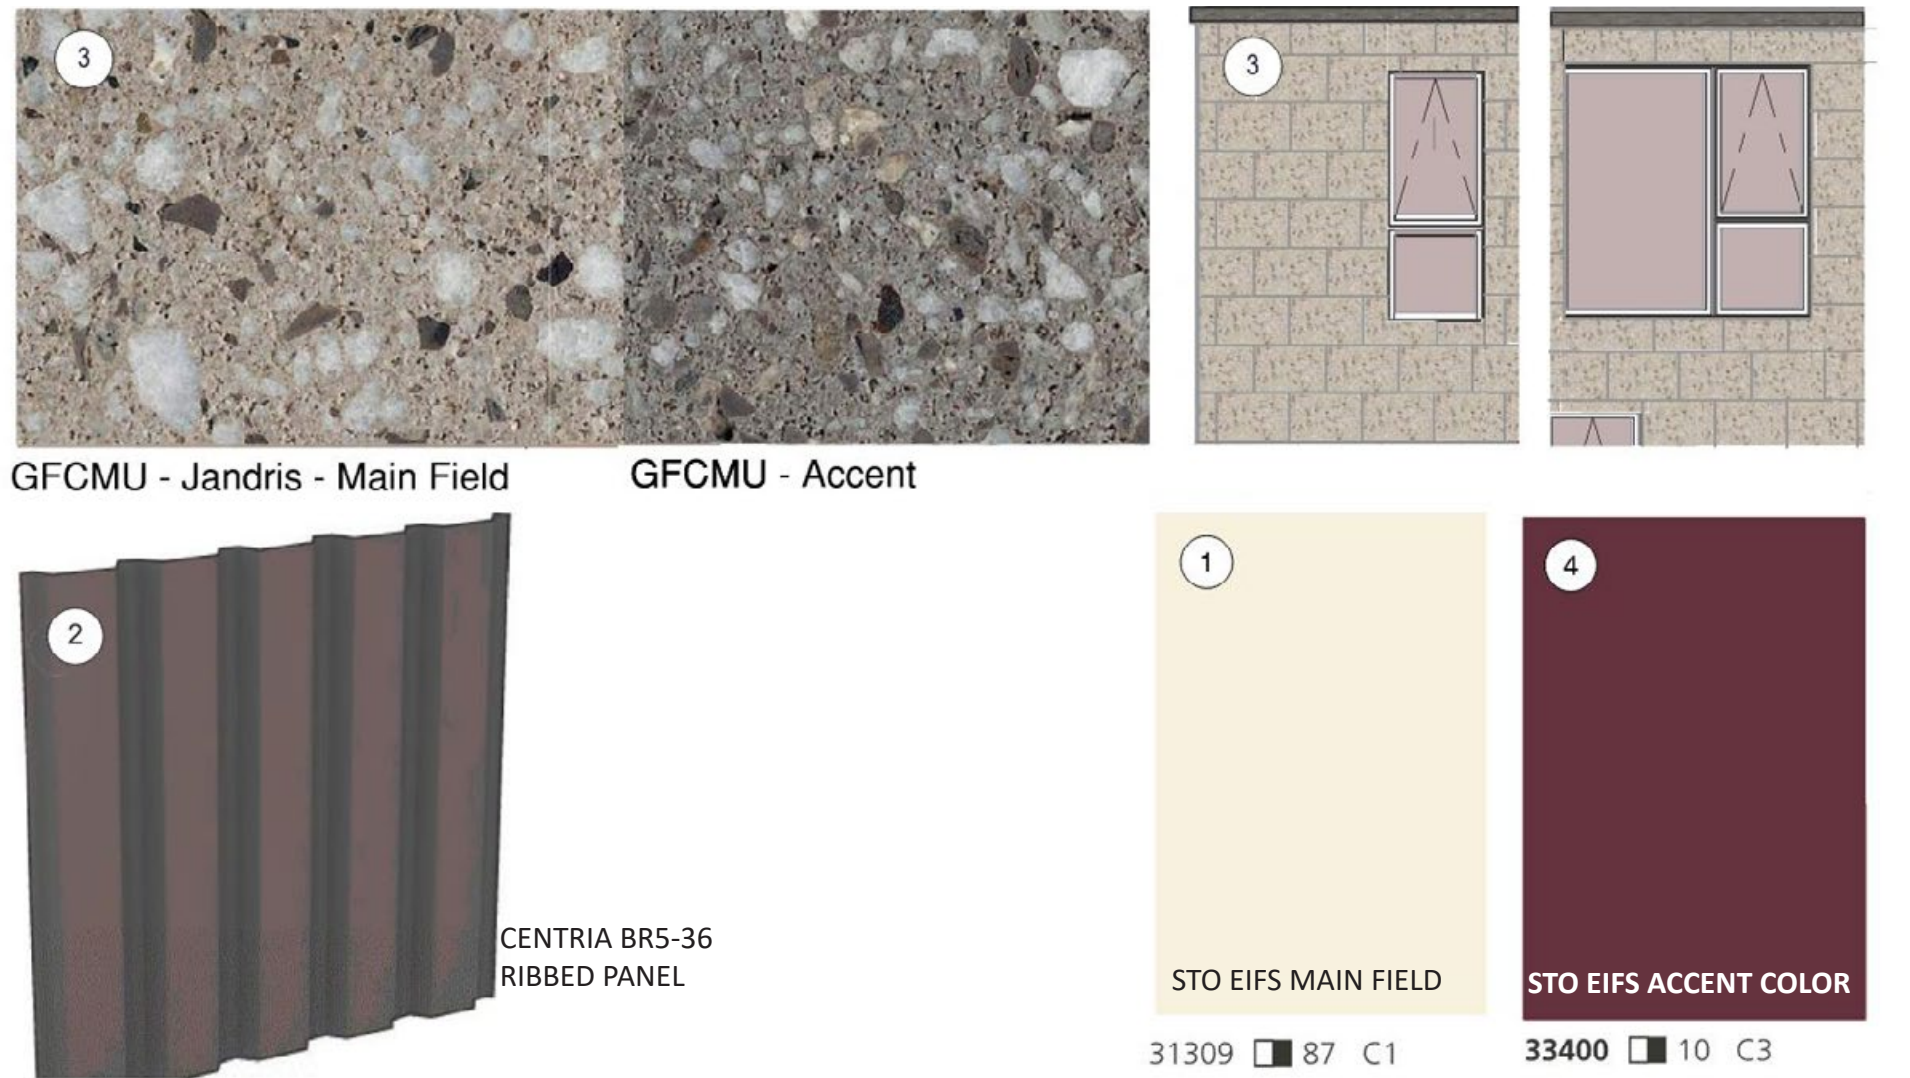 3
3
GFCMU - Jandris - Main Field
GFCMU - Accent
2
CENTRIA BR5-36
RIBBED PANEL
1
STO EIFS MAIN FIELD
31309 87 C1
4
STO EIFS ACCENT COLOR
33400 10 C3